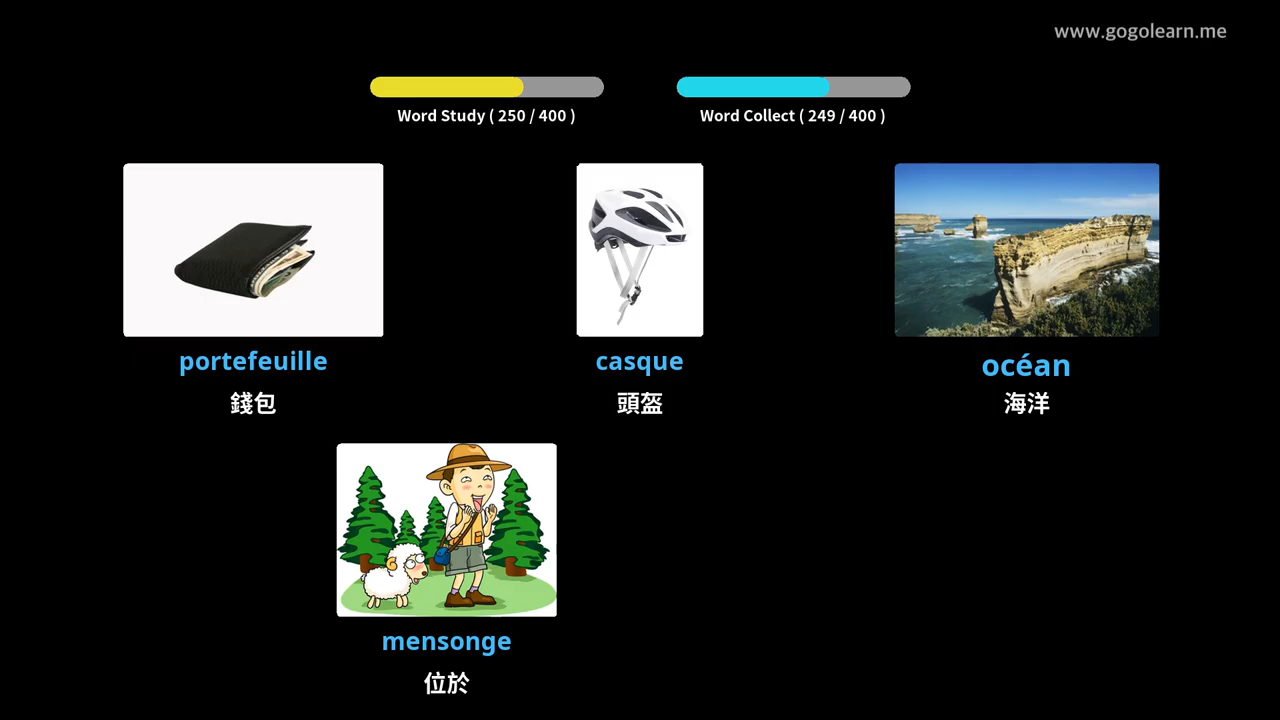 www.gogolearn.me
Word Study ( 250 / 400 )
Word Collect ( 249 / 400 )
portefeuille
錢包
casque
頭盔
océan
海洋
mensonge
位於